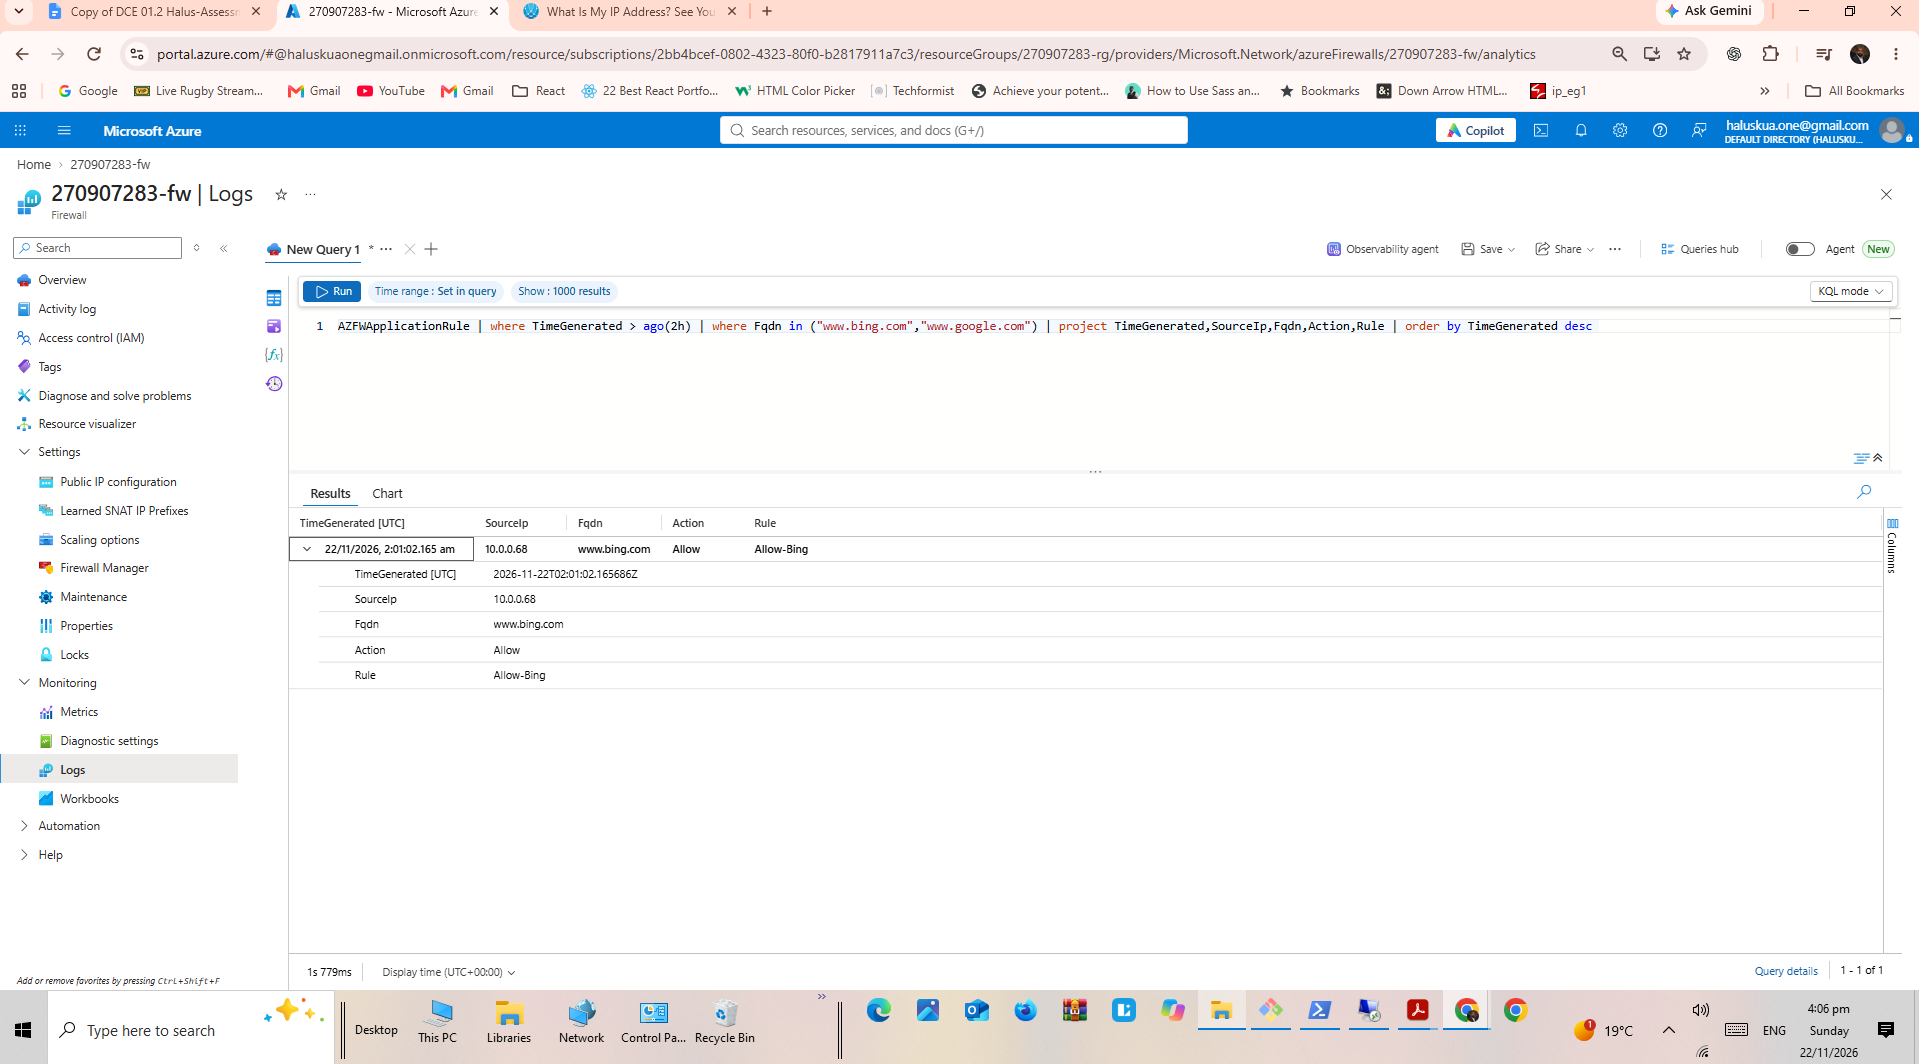 Copy of DCE 01.2 Halus-Assessn
270907283-fw - Microsoft Azure
What Is My IP Address? See You
Ask Gemini
portal.azure.com/#@haluskuaonegmail.onmicrosoft.com/resource/subscriptions/2bb4bcef-0802-4323-80f0-b2817911a7c3/resourceGroups/270907283-rg/providers/Microsoft.Network/azureFirewalls/270907283-fw/analytics
Google
Live Rugby Stream...
Gmail
YouTube
Gmail
React
22 Best React Portfo...
HTML Color Picker
Techformist
Achieve your potent...
How to Use Sass an...
Bookmarks
Down Arrow HTML...
ip_eg1
All Bookmarks
Microsoft Azure
Search resources, services, and docs (G+/)
Copilot
haluskua.one@gmail.com
DEFAULT DIRECTORY (HALUSKU...
Home
270907283-fw
270907283-fw | Logs
Firewall
Search
Overview
Activity log
Access control (IAM)
Tags
Diagnose and solve problems
Resource visualizer
Settings
Public IP configuration
Learned SNAT IP Prefixes
Scaling options
Firewall Manager
Maintenance
Properties
Locks
Monitoring
Metrics
Diagnostic settings
Logs
Workbooks
Automation
Help
Add or remove favorites by pressing Ctrl+Shift+F
New Query 1 * ...
Observability agent
Save
Share
Queries hub
Agent
New
Run
Time range : Set in query
Show : 1000 results
KQL mode
1 AZFWApplicationRule | where TimeGenerated > ago(2h) | where Fqdn in ("www.bing.com","www.google.com") | project TimeGenerated,SourceIp,Fqdn,Action,Rule | order by TimeGenerated desc
Results Chart
TimeGenerated [UTC] SourceIp Fqdn Action Rule
22/11/2026, 2:01:02.165 am 10.0.0.68 www.bing.com Allow Allow-Bing
TimeGenerated [UTC] 2026-11-22T02:01:02.165686Z
SourceIp 10.0.0.68
Fqdn www.bing.com
Action Allow
Rule Allow-Bing
Columns
1s 779ms
Display time (UTC+00:00)
Query details
1 - 1 of 1
Type here to search
Desktop
This PC
Libraries
Network
Control Pa...
Recycle Bin
1
19°C
ENG
4:06 pm
Sunday
22/11/2026